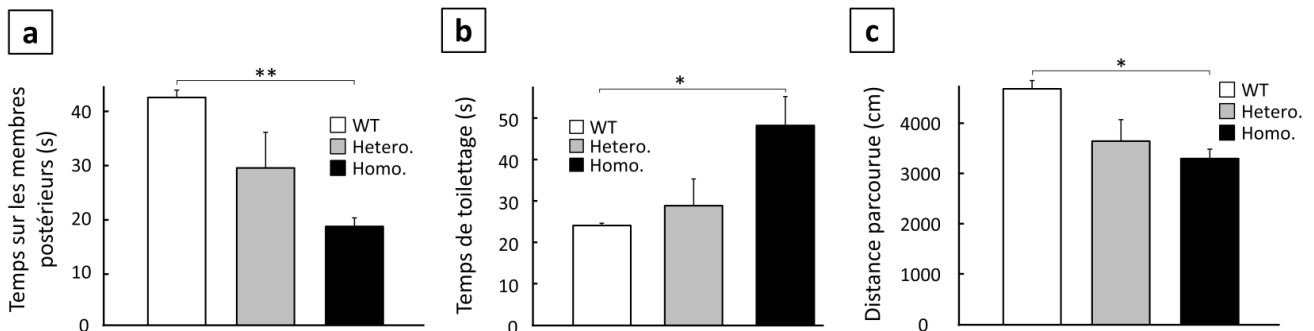 a
Temps sur les membres
postérieurs (s)
40
30
20
10
0
**
WT
Hetero.
Homo.
b
Temps de toilettage (s)
50
40
30
20
10
0
*
WT
Hetero.
Homo.
c
Distance parcourue (cm)
4000
3000
2000
1000
0
*
WT
Hetero.
Homo.